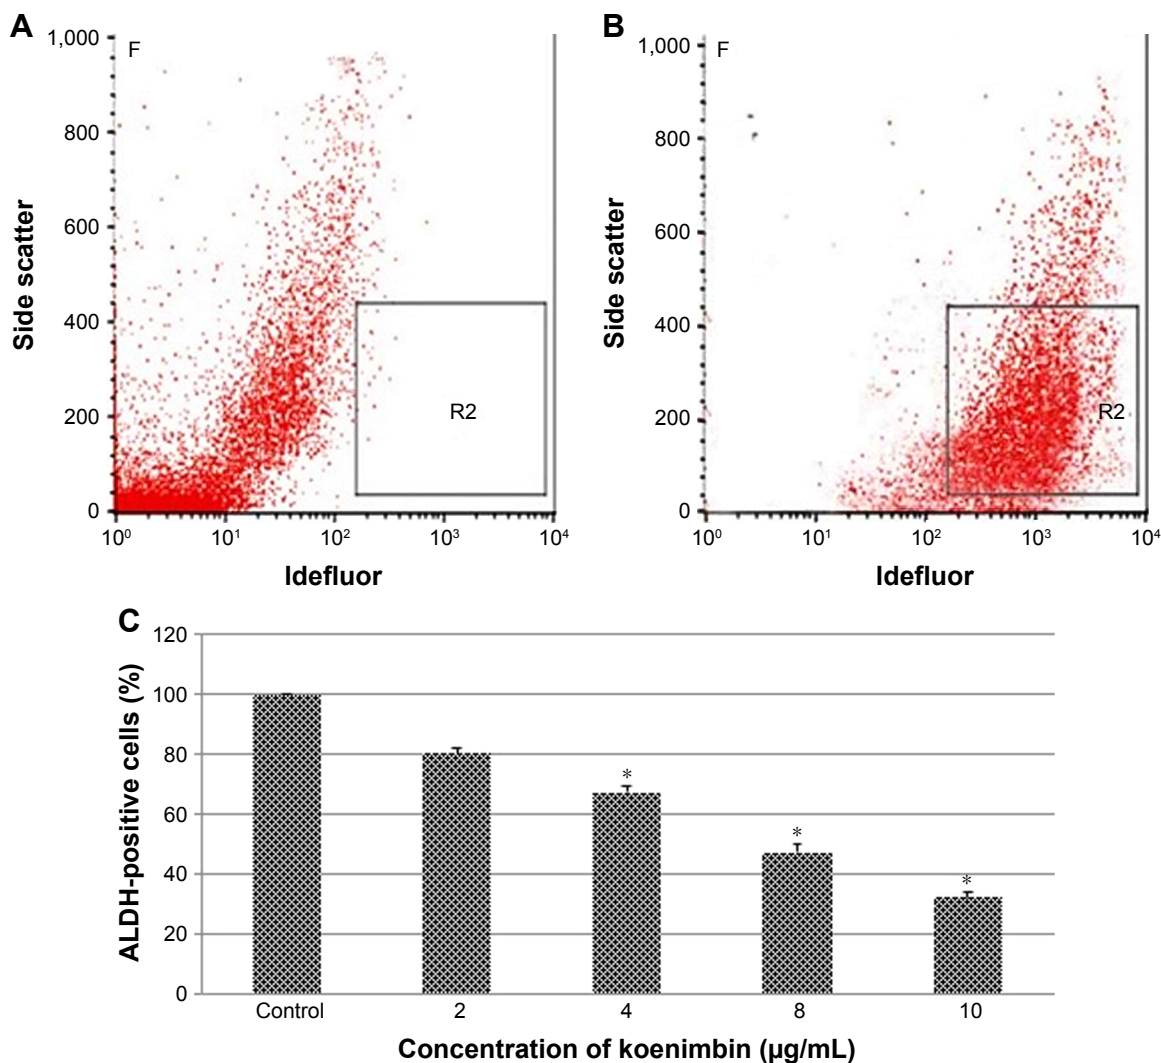 A
B
1,000
F
800
600
400
200
0
Side scatter
R2
10⁰
10¹
10²
10³
10⁴
Idefluor
1,000
F
800
600
400
200
0
Side scatter
R2
10⁰
10¹
10²
10³
10⁴
Idefluor
C
120
100
80
60
40
20
0
ALDH-positive cells (%)
*
*
*
Control
2
4
8
10
Concentration of koenimbin (µg/mL)